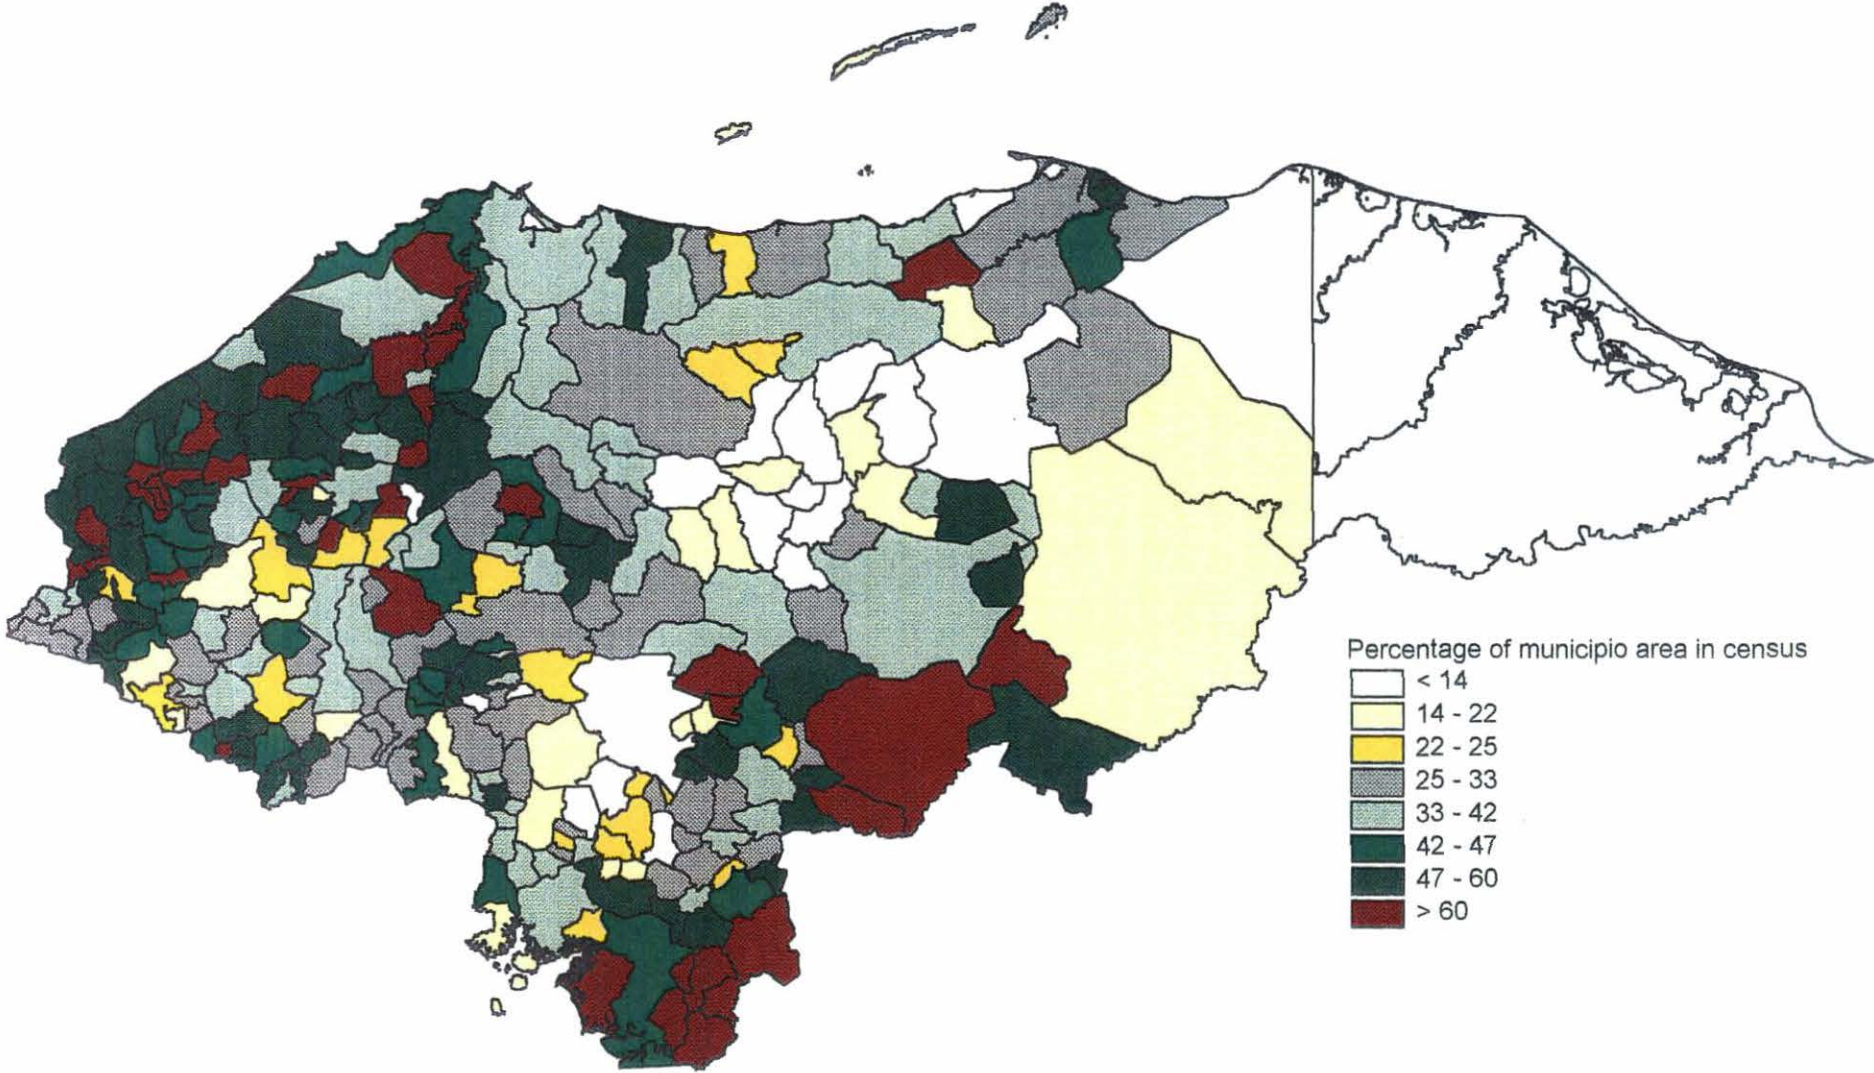 Percentage of municipio area in census
< 14
14 - 22
22 - 25
25 - 33
33 - 42
42 - 47
47 - 60
> 60